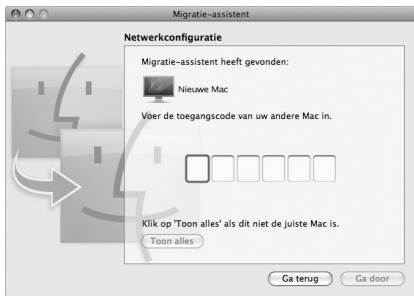 Migratie-assistent
Netwerkconfiguratie
Migratie-assistent heeft gevonden:
Nieuwe Mac
Voer de toegangscode van uw andere Mac in.
Klik op 'Toon alles' als dit niet de juiste Mac is.
Toon alles
Ga terug
Ga door